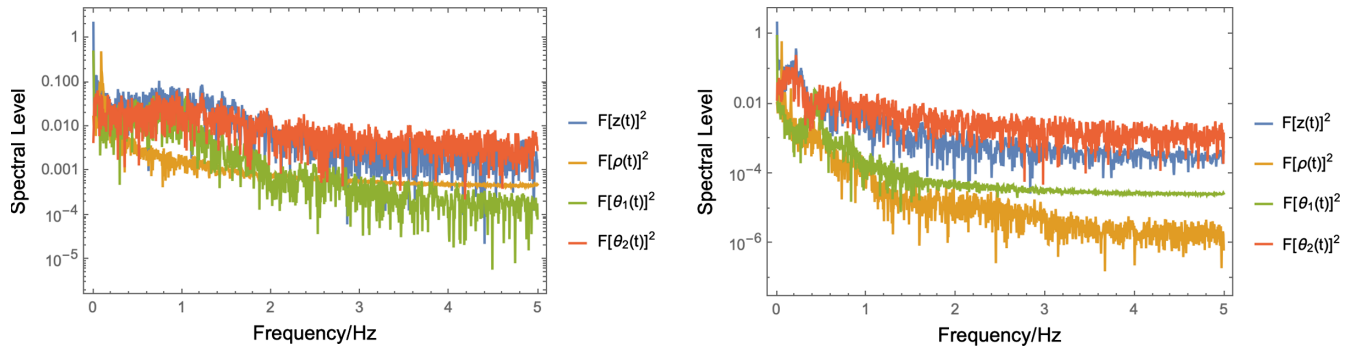 1
0.100
0.010
0.001
10⁻⁴
10⁻⁵
0 1 2 3 4 5
Spectral Level
Frequency/Hz
F[z(t)]²
F[ρ(t)]²
F[θ₁(t)]²
F[θ₂(t)]²
1
0.01
10⁻⁴
10⁻⁶
0 1 2 3 4 5
Spectral Level
Frequency/Hz
F[z(t)]²
F[ρ(t)]²
F[θ₁(t)]²
F[θ₂(t)]²